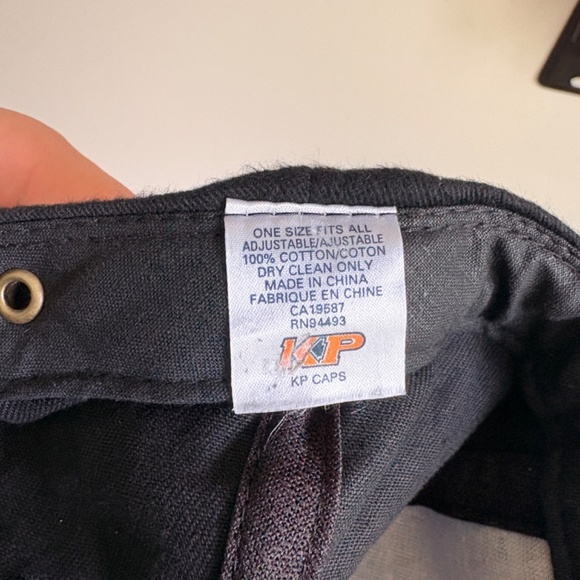 ONE SIZE FITS ALL
ADJUSTABLE/AJUSTABLE
100% COTTON/COTON
DRY CLEAN ONLY
MADE IN CHINA
FABRIQUE EN CHINE
CA19587
RN94493
KP
KP CAPS